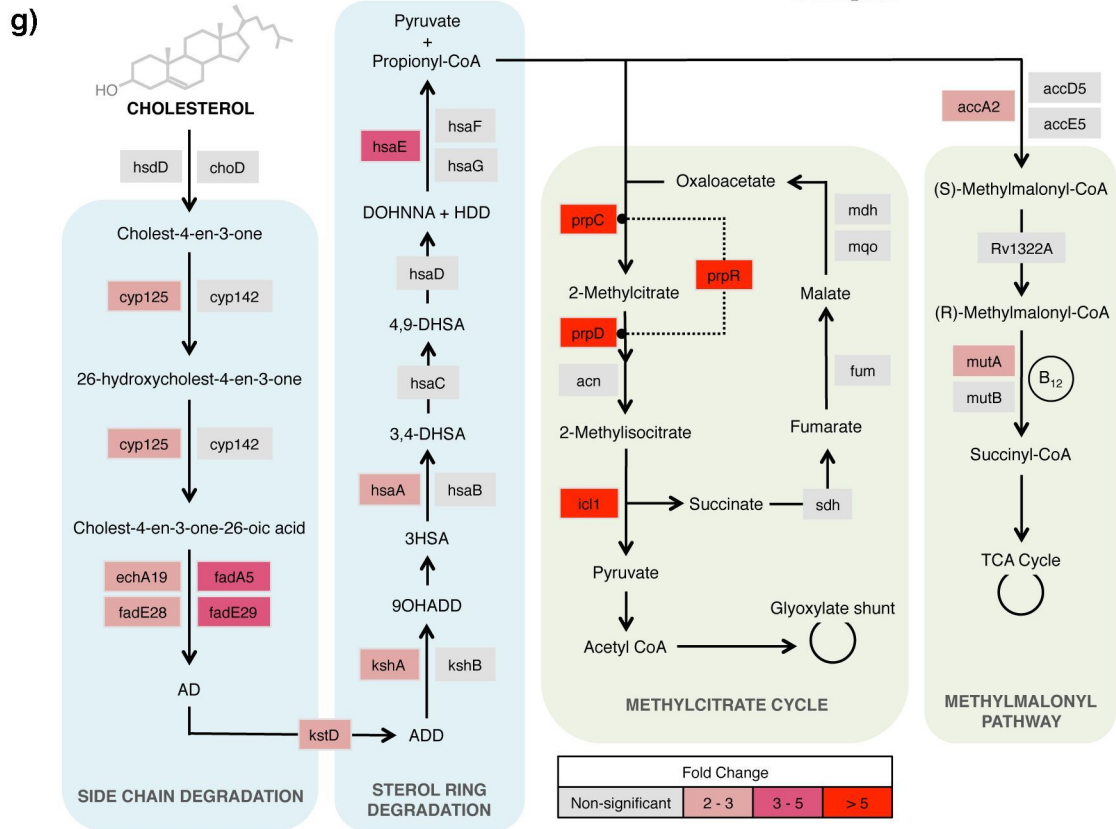 g)
HO
CHOLESTEROL
hsdD
choD
Cholest-4-en-3-one
cyp125
cyp142
26-hydroxycholest-4-en-3-one
cyp125
cyp142
Cholest-4-en-3-one-26-oic acid
echA19
fadA5
fadE28
fadE29
AD
kstD
SIDE CHAIN DEGRADATION
Pyruvate
+
Propionyl-CoA
hsaE
hsaF
hsaG
DOHNNA + HDD
hsaD
4,9-DHSA
hsaC
3,4-DHSA
hsaA
hsaB
3HSA
9OHADD
kshA
kshB
ADD
STEROL RING
DEGRADATION
Oxaloacetate
prpC
mdh
mqo
prpR
2-Methylcitrate
Malate
prpD
acn
fum
2-Methylisocitrate
Fumarate
icl1
Succinate
sdh
Pyruvate
Glyoxylate shunt
Acetyl CoA
METHYLCITRATE CYCLE
accA2
accD5
accE5
(S)-Methylmalonyl-CoA
Rv1322A
(R)-Methylmalonyl-CoA
mutA
mutB
B12
Succinyl-CoA
TCA Cycle
METHYLMALONYL
PATHWAY
Fold Change
Non-significant
2 - 3
3 - 5
> 5